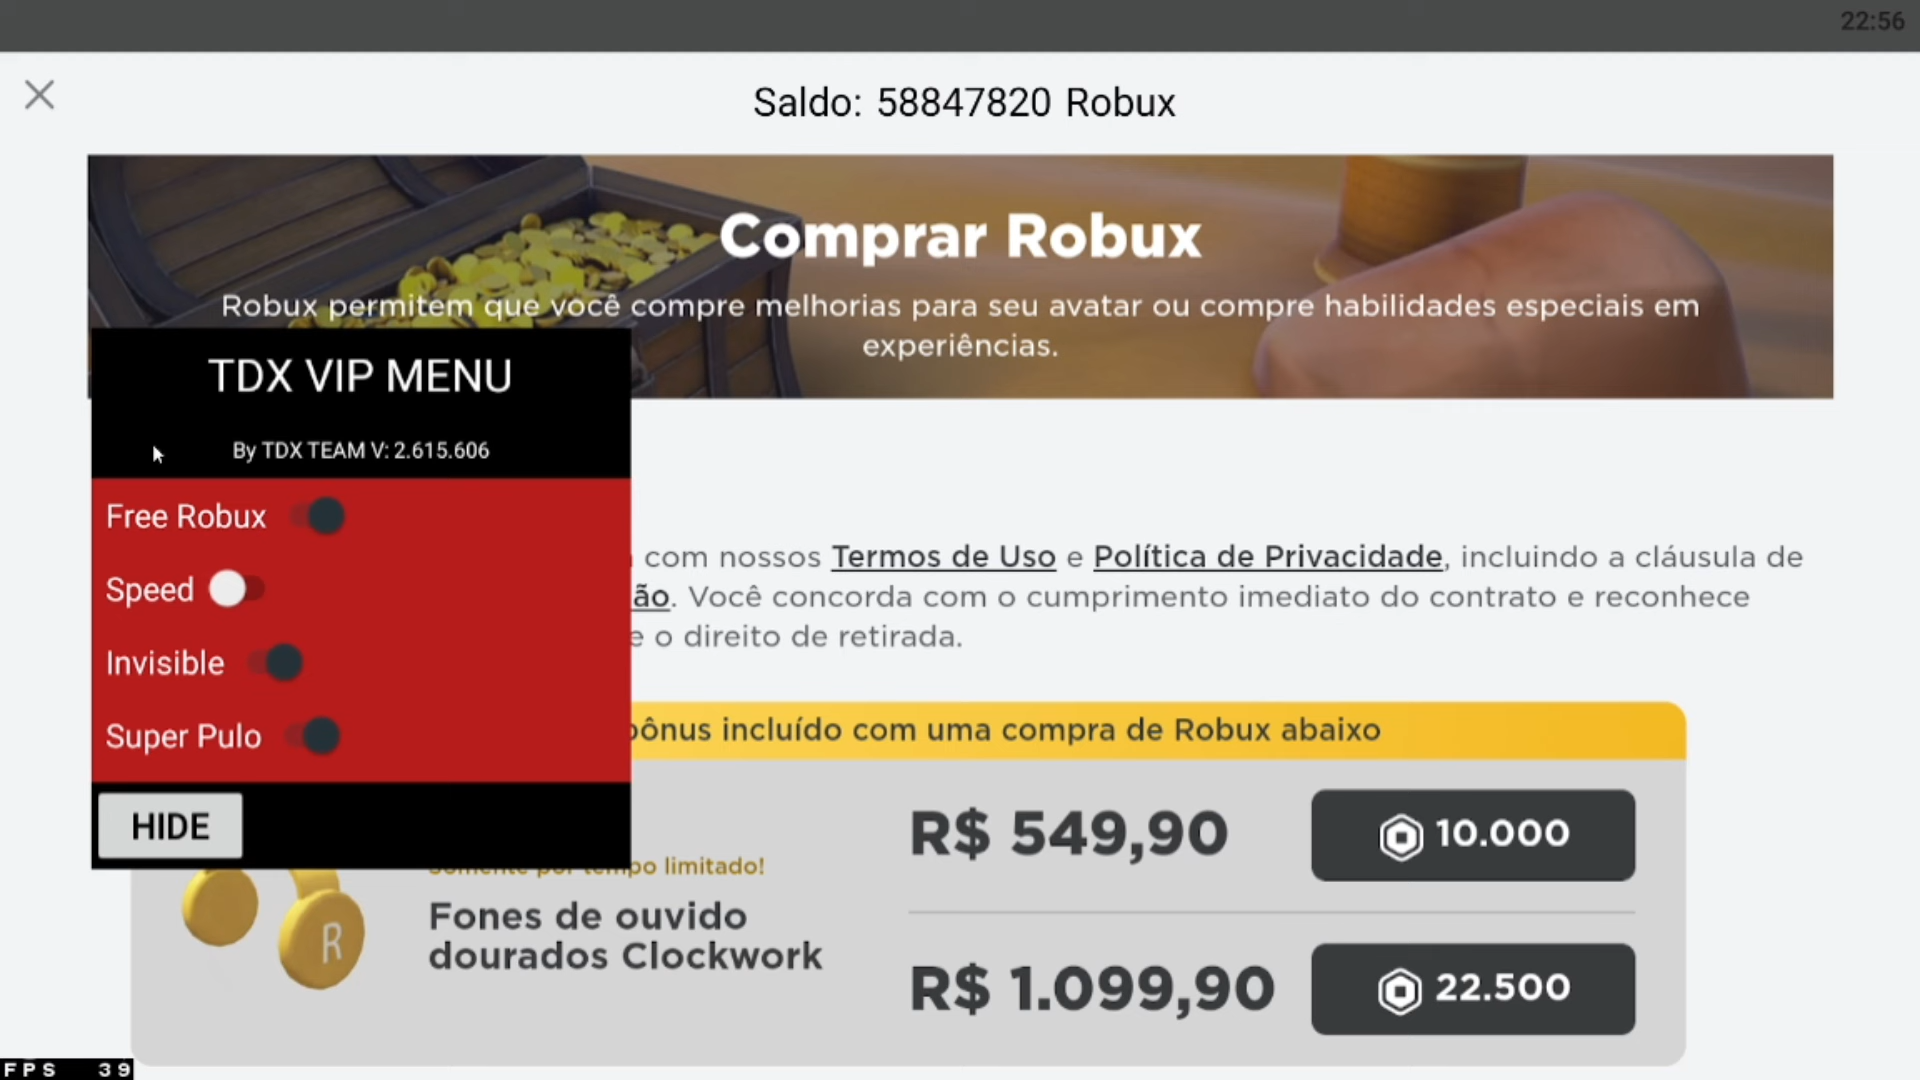 22:56
Saldo: 58847820 Robux
Comprar Robux
Robux permitem que você compre melhorias para seu avatar ou compre habilidades especiais em
experiências.
TDX VIP MENU
By TDX TEAM V: 2.615.606
Free Robux
Speed
Invisible
Super Pulo
HIDE
com nossos Termos de Uso e Política de Privacidade, incluindo a cláusula de
ão. Você concorda com o cumprimento imediato do contrato e reconhece
e o direito de retirada.
bônus incluído com uma compra de Robux abaixo
R$ 549,90
10.000
Somente por tempo limitado!
Fones de ouvido
dourados Clockwork
R
R$ 1.099,90
22.500
FPS 39